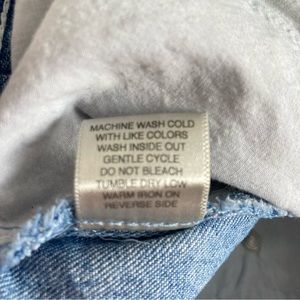 MACHINE WASH COLD
WITH LIKE COLORS
WASH INSIDE OUT
GENTLE CYCLE
DO NOT BLEACH
TUMBLE DRY LOW
WARM IRON ON
REVERSE SIDE